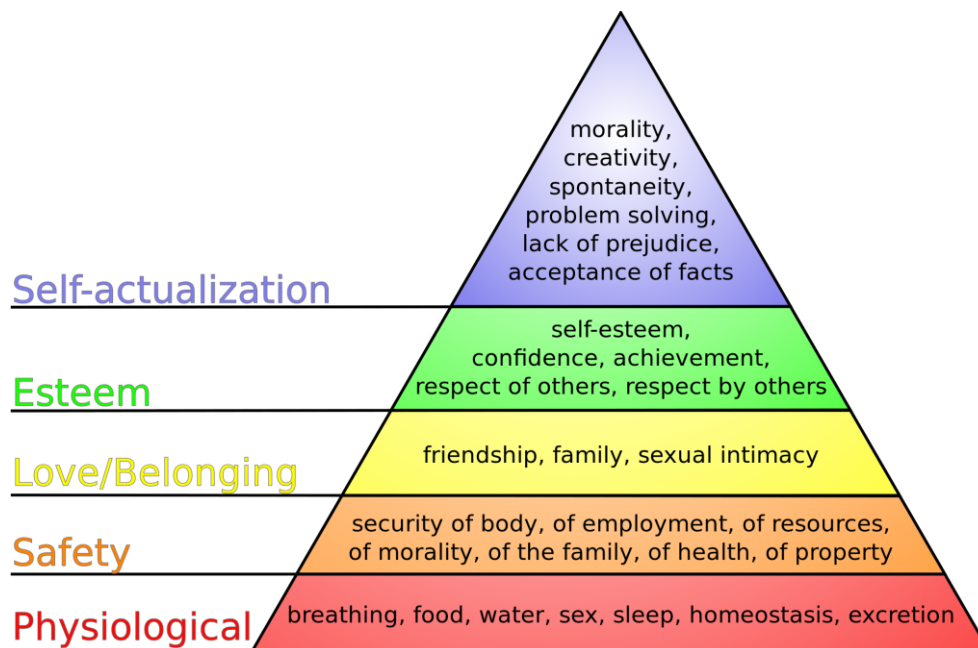 morality,
creativity,
spontaneity,
problem solving,
lack of prejudice,
acceptance of facts
Self-actualization
self-esteem,
confidence, achievement,
respect of others, respect by others
Esteem
friendship, family, sexual intimacy
Love/Belonging
security of body, of employment, of resources,
of morality, of the family, of health, of property
Safety
breathing, food, water, sex, sleep, homeostasis, excretion
Physiological